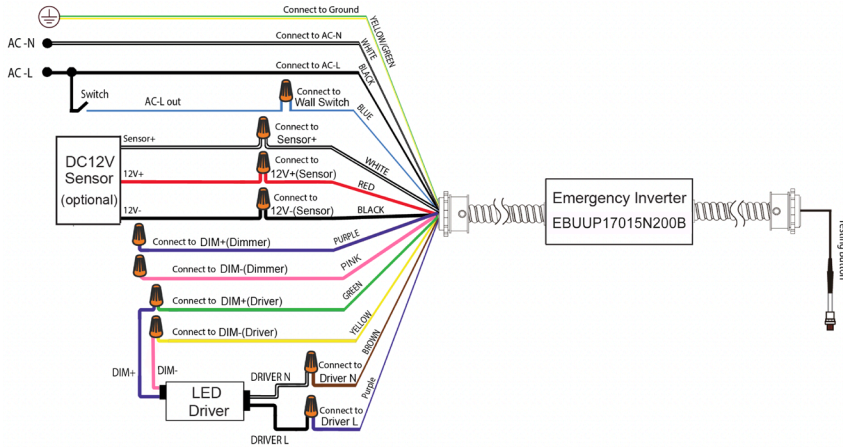 Connect to Ground
YELLOW/GREEN
AC-N
Connect to AC-N
WHITE
AC-L
Connect to AC-L
BLACK
Switch
AC-L out
Connect to
Wall Switch
BLUE
Sensor+
Connect to
Sensor+
WHITE
DC12V
Sensor
(optional)
12V+
Connect to
12V+(Sensor)
RED
12V-
Connect to
12V-(Sensor)
BLACK
Emergency Inverter
EBUUP17015N200B
Connect to DIM+(Dimmer)
PURPLE
Connect to DIM-(Dimmer)
PINK
Connect to DIM+(Driver)
GREEN
Connect to DIM-(Driver)
YELLOW
DIM+
DIM-
LED
Driver
DRIVER N
Connect to
Driver N
BROWN
DRIVER L
Connect to
Driver L
Purple